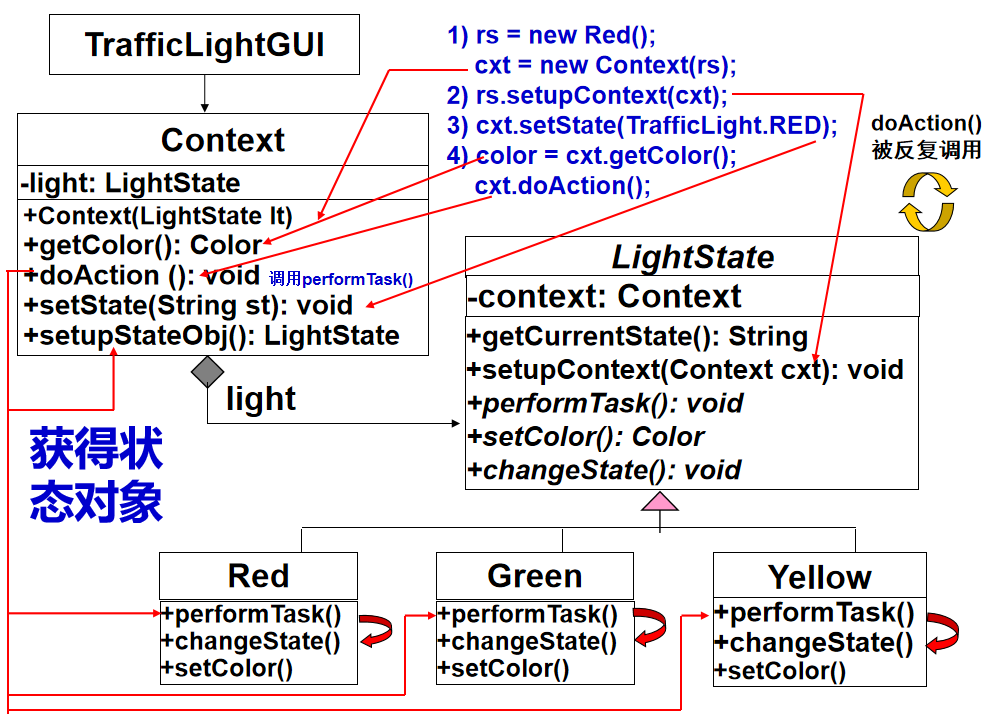 TrafficLightGUI
1) rs = new Red();
cxt = new Context(rs);
2) rs.setupContext(cxt);
3) cxt.setState(TrafficLight.RED);
4) color = cxt.getColor();
cxt.doAction();
doAction()
被反复调用
Context
-light: LightState
+Context(LightState lt)
+getColor(): Color
+doAction (): void 调用performTask()
+setState(String st): void
+setupStateObj(): LightState
light
获得状
态对象
LightState
-context: Context
+getCurrentState(): String
+setupContext(Context cxt): void
+performTask(): void
+setColor(): Color
+changeState(): void
Red
+performTask()
+changeState()
+setColor()
Green
+performTask()
+changeState()
+setColor()
Yellow
+performTask()
+changeState()
+setColor()